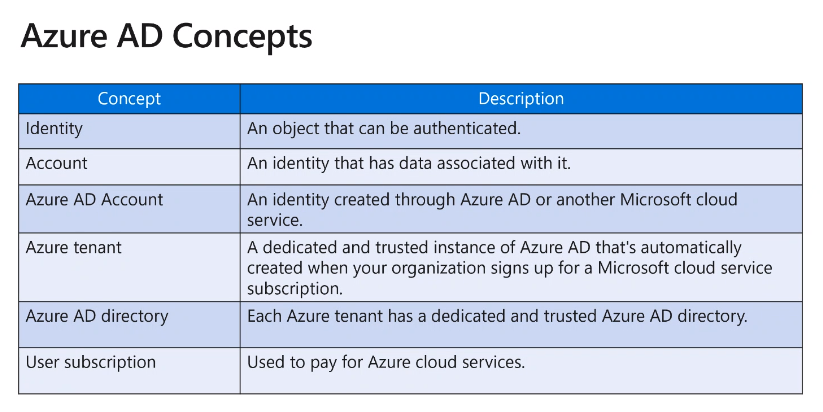 Azure AD Concepts
Concept Description
Identity An object that can be authenticated.
Account An identity that has data associated with it.
Azure AD Account An identity created through Azure AD or another Microsoft cloud
service.
Azure tenant A dedicated and trusted instance of Azure AD that's automatically
created when your organization signs up for a Microsoft cloud service
subscription.
Azure AD directory Each Azure tenant has a dedicated and trusted Azure AD directory.
User subscription Used to pay for Azure cloud services.